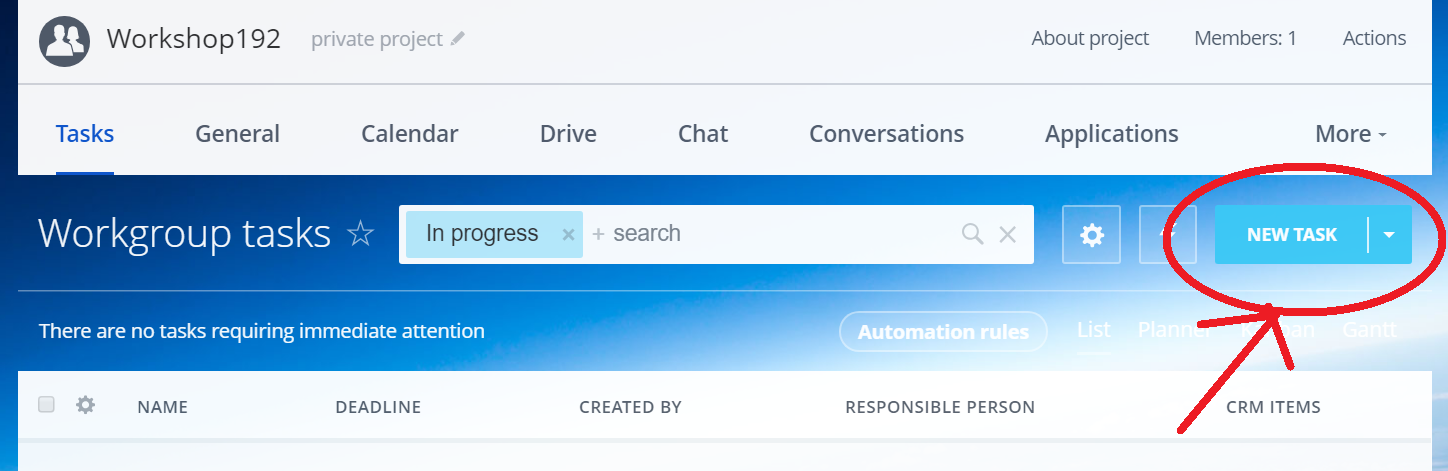 Workshop192 private project About project Members: 1 Actions
Tasks General Calendar Drive Chat Conversations Applications More
Workgroup tasks In progress × + search NEW TASK
There are no tasks requiring immediate attention Automation rules List Planner Kanban Gantt
NAME DEADLINE CREATED BY RESPONSIBLE PERSON CRM ITEMS